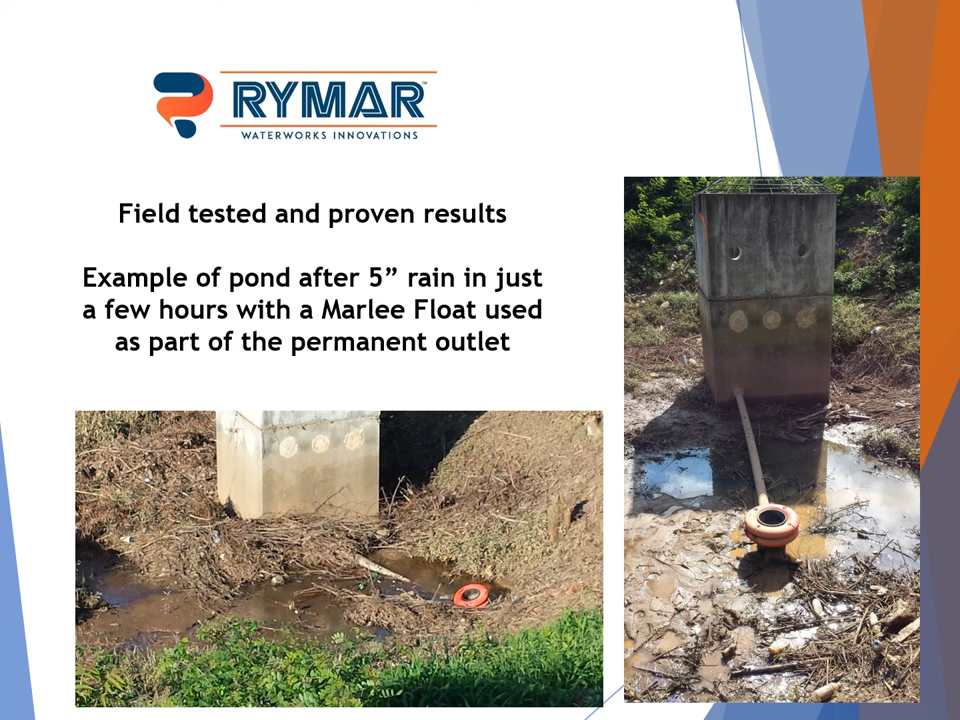 RYMAR™
WATERWORKS INNOVATIONS
Field tested and proven results
Example of pond after 5” rain in just
a few hours with a Marlee Float used
as part of the permanent outlet